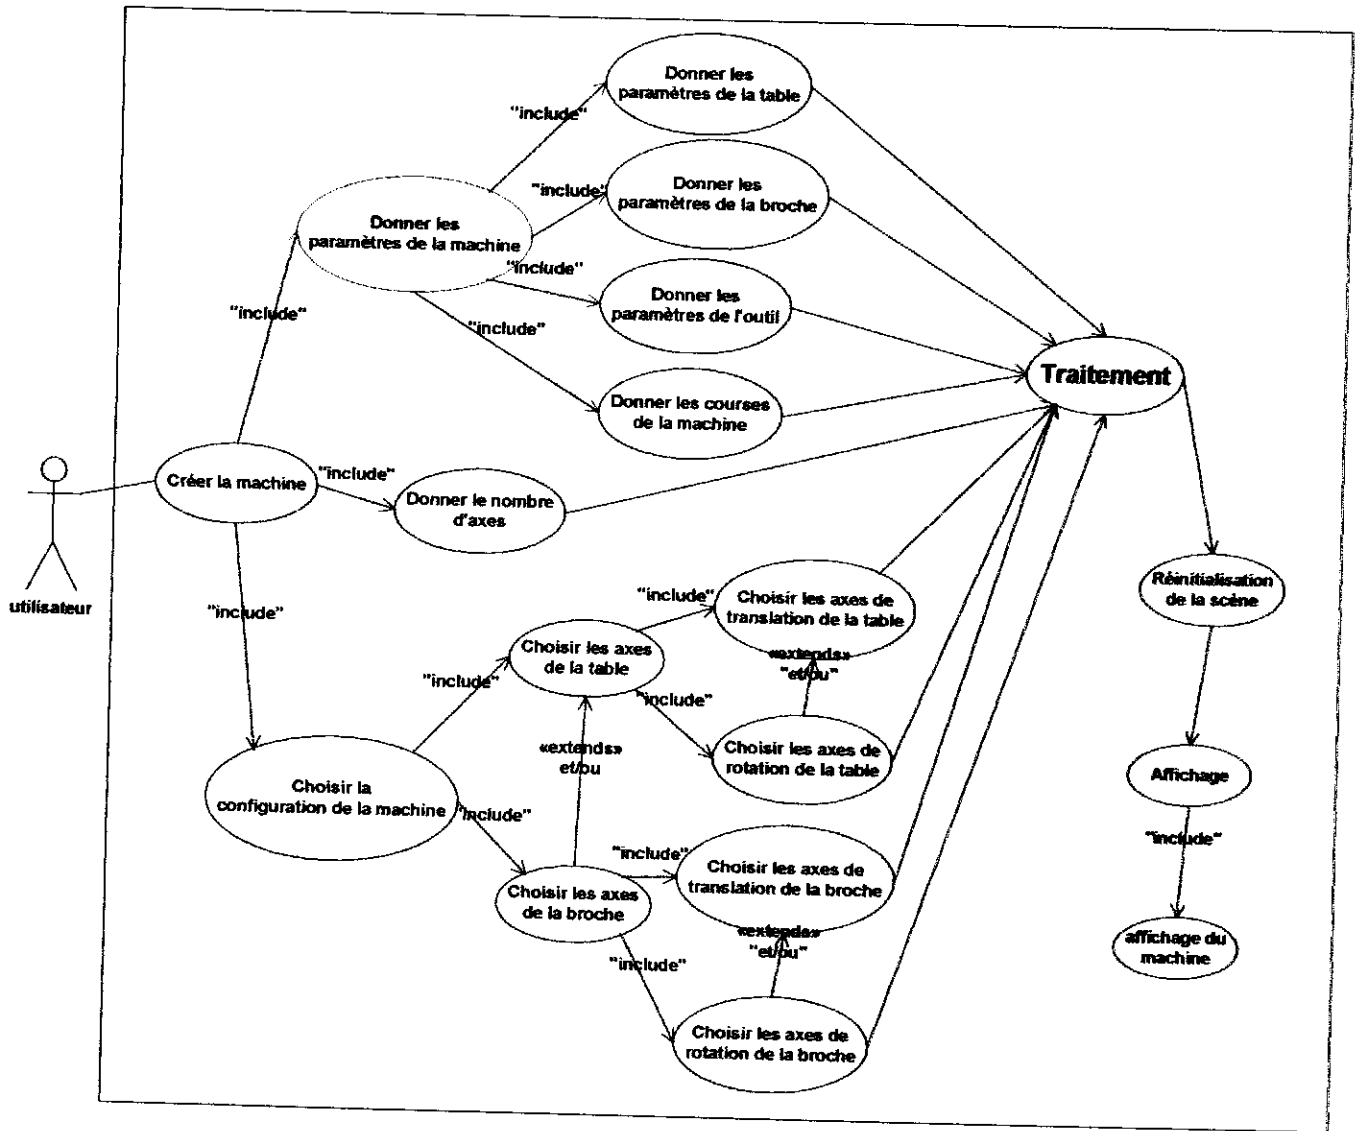 Donner les
paramètres de la table
"include"
Donner les
paramètres de la broche
"include"
Donner les
paramètres de la machine
"include"
Donner les
paramètres de l'outil
"include"
"include"
Traitement
Donner les courses
de la machine
Créer la machine
"include"
Donner le nombre
d'axes
utilisateur
"include"
Réinitialisation
de la scène
"include"
Choisir les axes de
translation de la table
Choisir les axes
de la table
«extends»
"et/ou"
"include"
"include"
Choisir les axes de
rotation de la table
«extends»
et/ou
Affichage
Choisir la
configuration de la machine
"include"
"include"
"include"
Choisir les axes de
translation de la broche
Choisir les axes
de la broche
«extends»
"et/ou"
affichage du
machine
"include"
Choisir les axes de
rotation de la broche